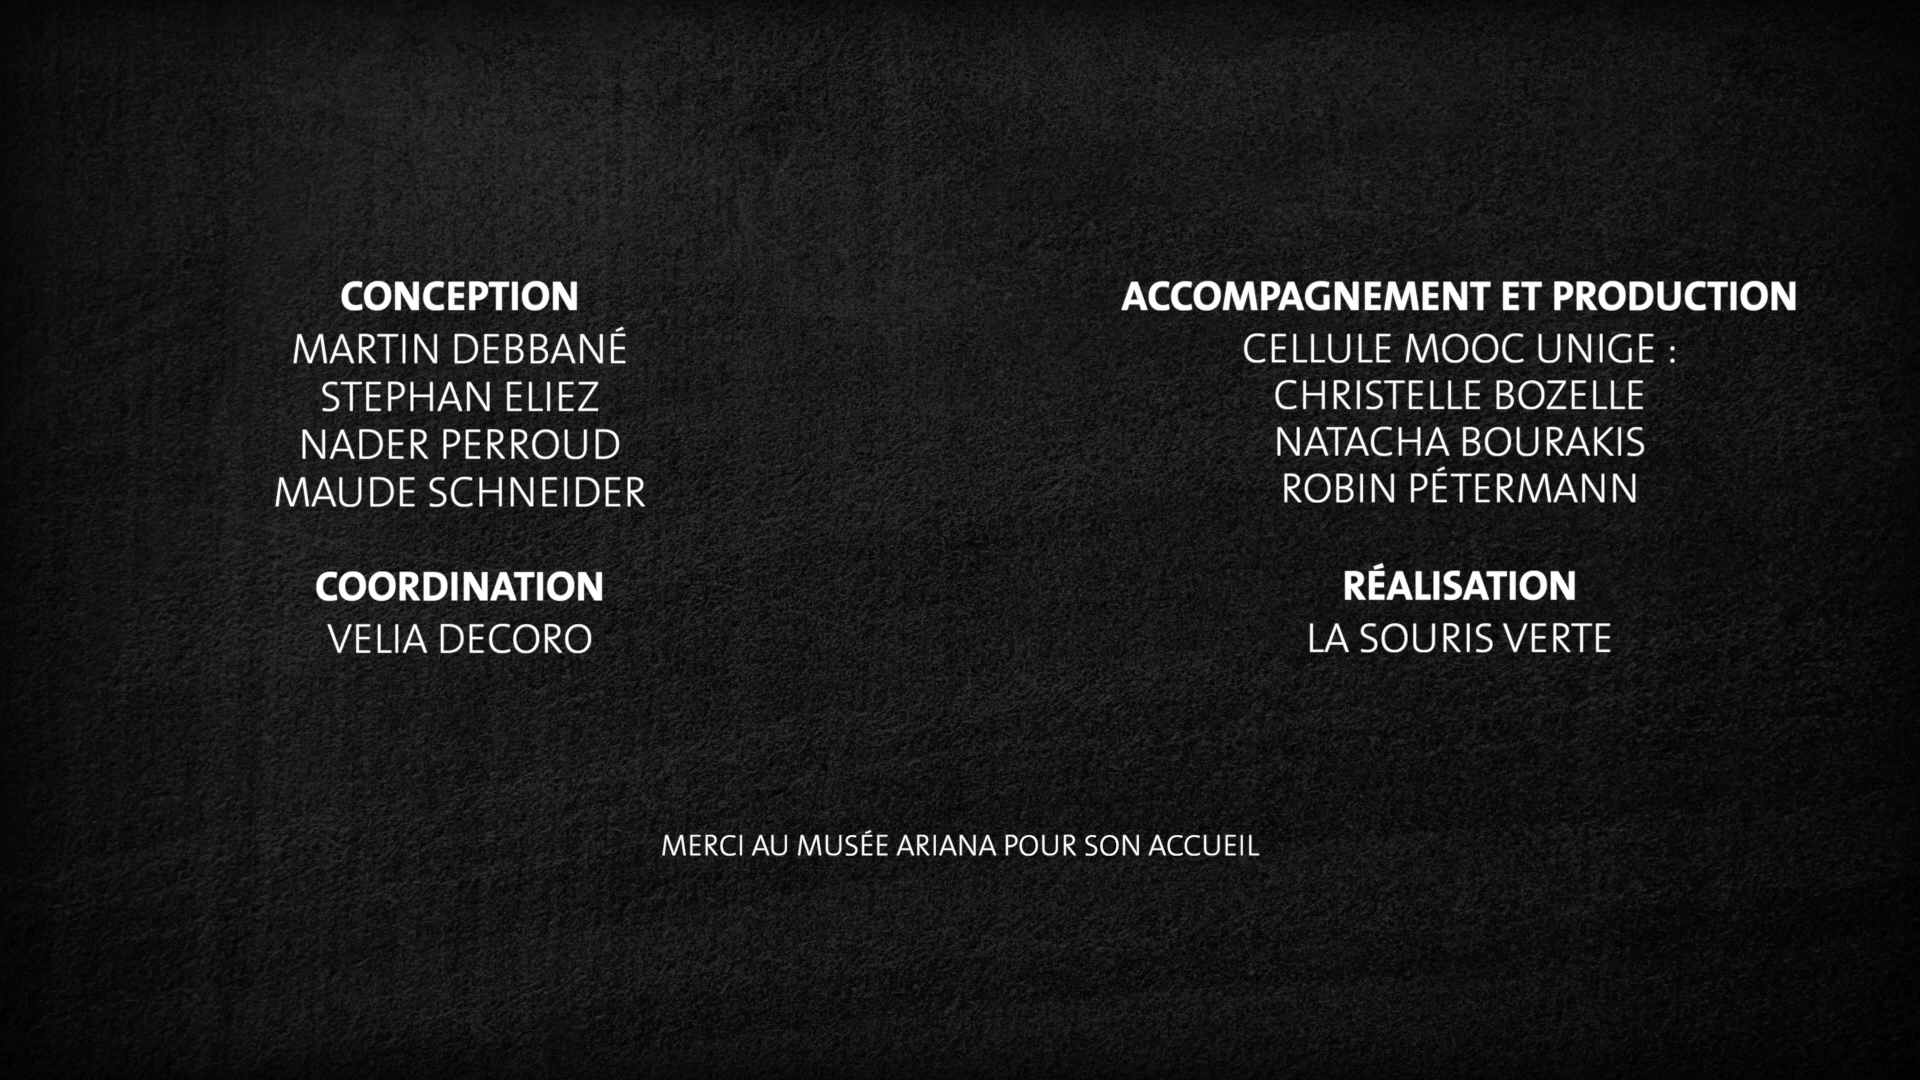 CONCEPTION
MARTIN DEBBANÉ
STEPHAN ELIEZ
NADER PERROUD
MAUDE SCHNEIDER
COORDINATION
VELIA DECORO
ACCOMPAGNEMENT ET PRODUCTION
CELLULE MOOC UNIGE :
CHRISTELLE BOZELLE
NATACHA BOURAKIS
ROBIN PÉTERMANN
RÉALISATION
LA SOURIS VERTE
MERCI AU MUSÉE ARIANA POUR SON ACCUEIL